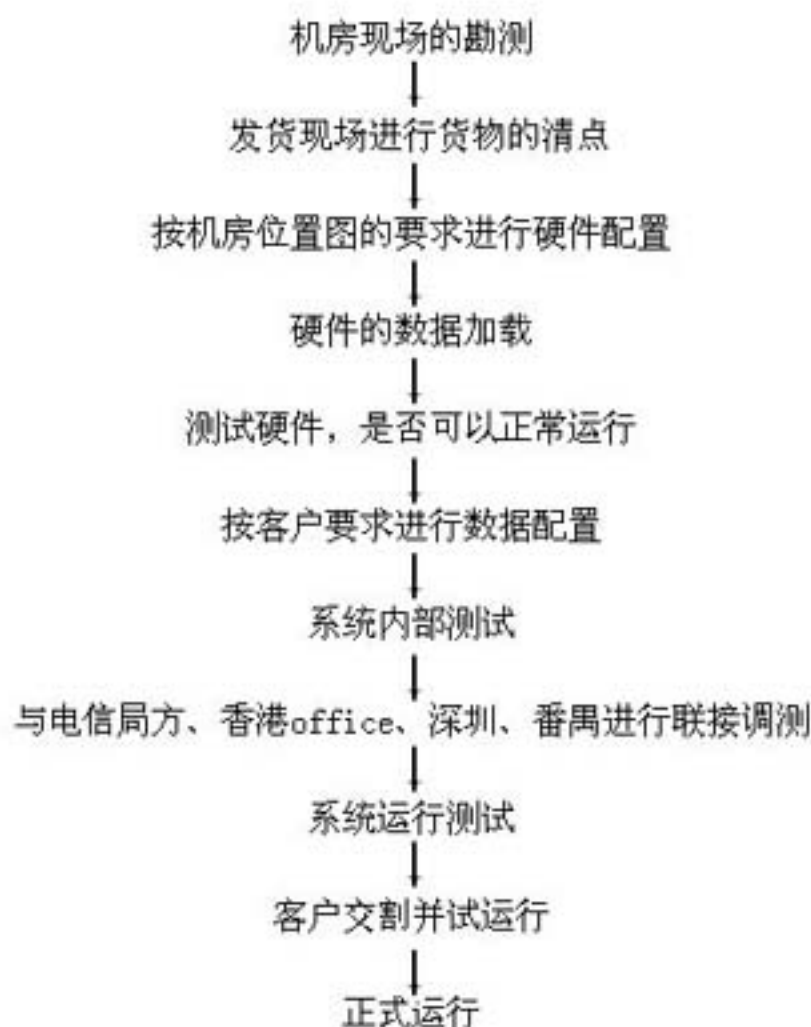 机房现场的勘测
发货现场进行货物的清点
按机房位置图的要求进行硬件配置
硬件的数据加载
测试硬件，是否可以正常运行
按客户要求进行数据配置
系统内部测试
与电信局方、香港office、深圳、番禺进行联接调测
系统运行测试
客户交割并试运行
正式运行